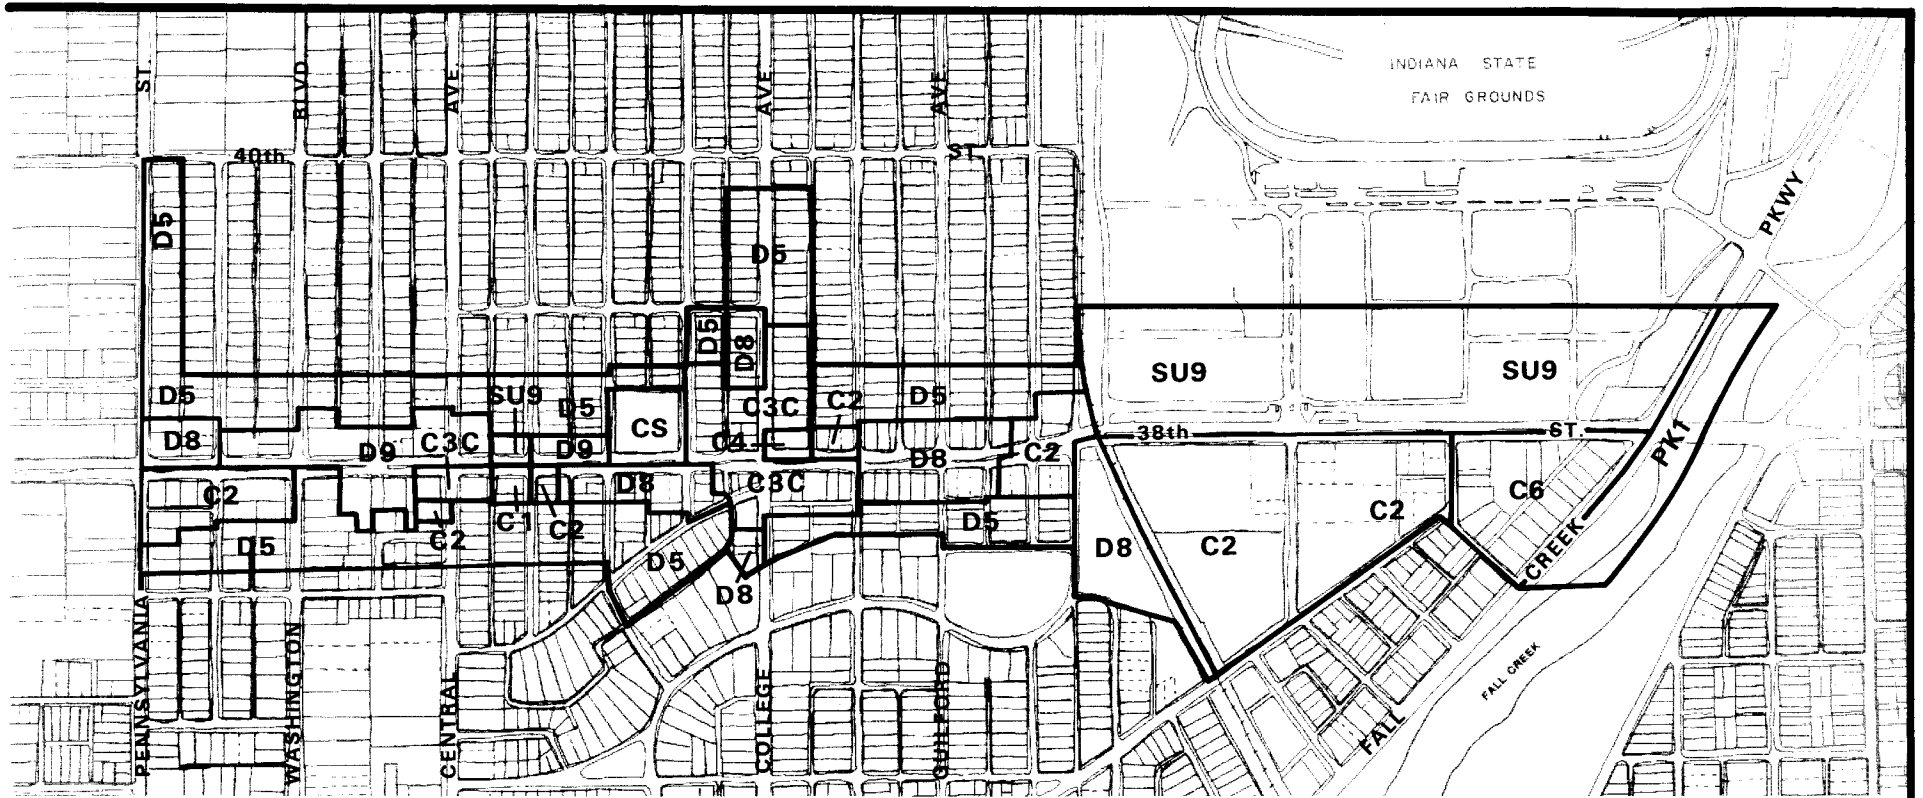 INDIANA STATE
FAIR GROUNDS
ST.
BLVD.
AVE.
AVE
AVE
40th
ST.
PKWY
D5
D5
D5
D8
SU9
SU9
D5
SU9
D5
C3C
C2
D5
D8
D9
C3C
D9
CS
C4
D8
C2
38th
ST.
PK1
C2
C1
C2
D8
C3C
C2
D5
C6
C2
D5
C2
D5
D8
D8
C2
CREEK
FALL
FALL CREEK
PENNSYLVANIA
WASHINGTON
CENTRAL
COLLEGE
GUILFORD